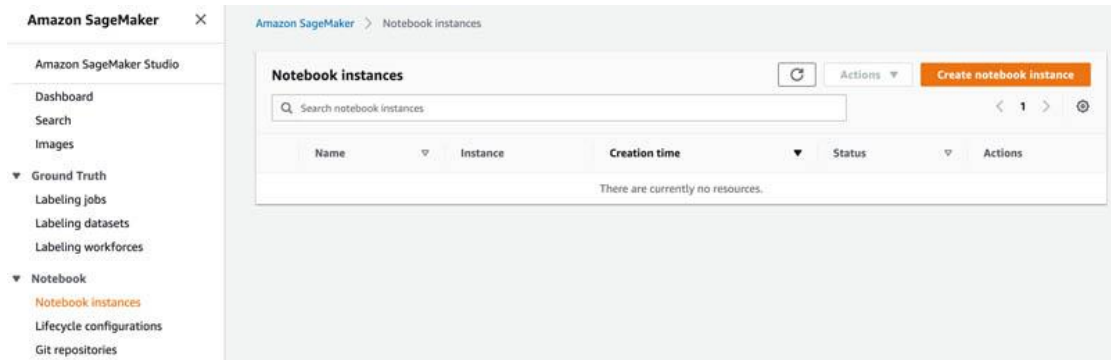 Amazon SageMaker
Amazon SageMaker Studio
Dashboard
Search
Images
Ground Truth
Labeling jobs
Labeling datasets
Labeling workforces
Notebook
Notebook instances
Lifecycle configurations
Git repositories
Amazon SageMaker > Notebook instances
Notebook instances
Actions
Create notebook instance
Search notebook instances
< 1 >
Name Instance Creation time Status Actions
There are currently no resources.